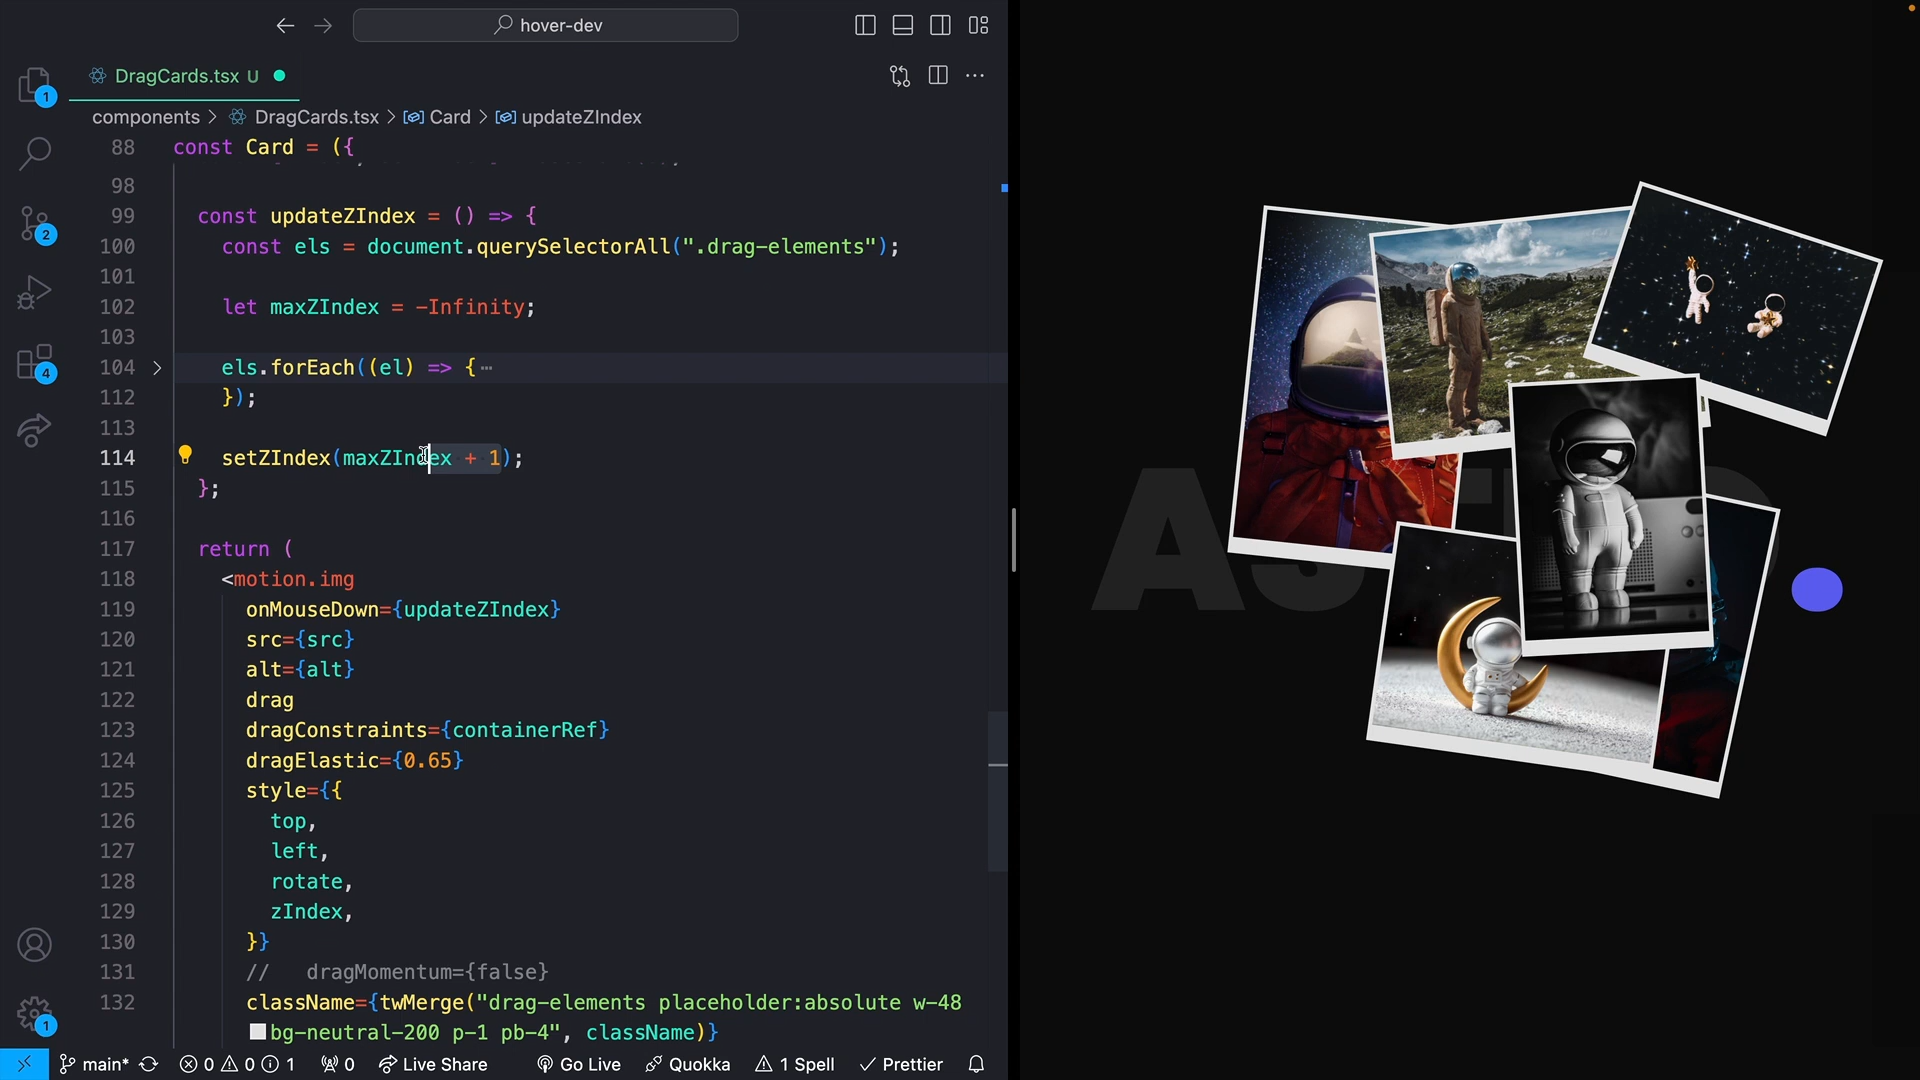 hover-dev
DragCards.tsx U
1
components > DragCards.tsx > Card > updateZIndex
88 const Card = ({
98
99 const updateZIndex = () => {
2
100 const els = document.querySelectorAll(".drag-elements");
101
102 let maxZIndex = -Infinity;
103
104 els.forEach((el) => { ⋯
4
112 });
113
114 setZIndex(maxZIndex + 1);
115 };
116
117 return (
118 <motion.img
119 onMouseDown={updateZIndex}
120 src={src}
121 alt={alt}
122 drag
123 dragConstraints={containerRef}
124 dragElastic={0.65}
125 style={{
126 top,
127 left,
128 rotate,
129 zIndex,
130 }}
131 // dragMomentum={false}
132 className={twMerge("drag-elements placeholder:absolute w-48
1
bg-neutral-200 p-1 pb-4", className)}
main* 0 0 1 0 Live Share Go Live Quokka 1 Spell Prettier